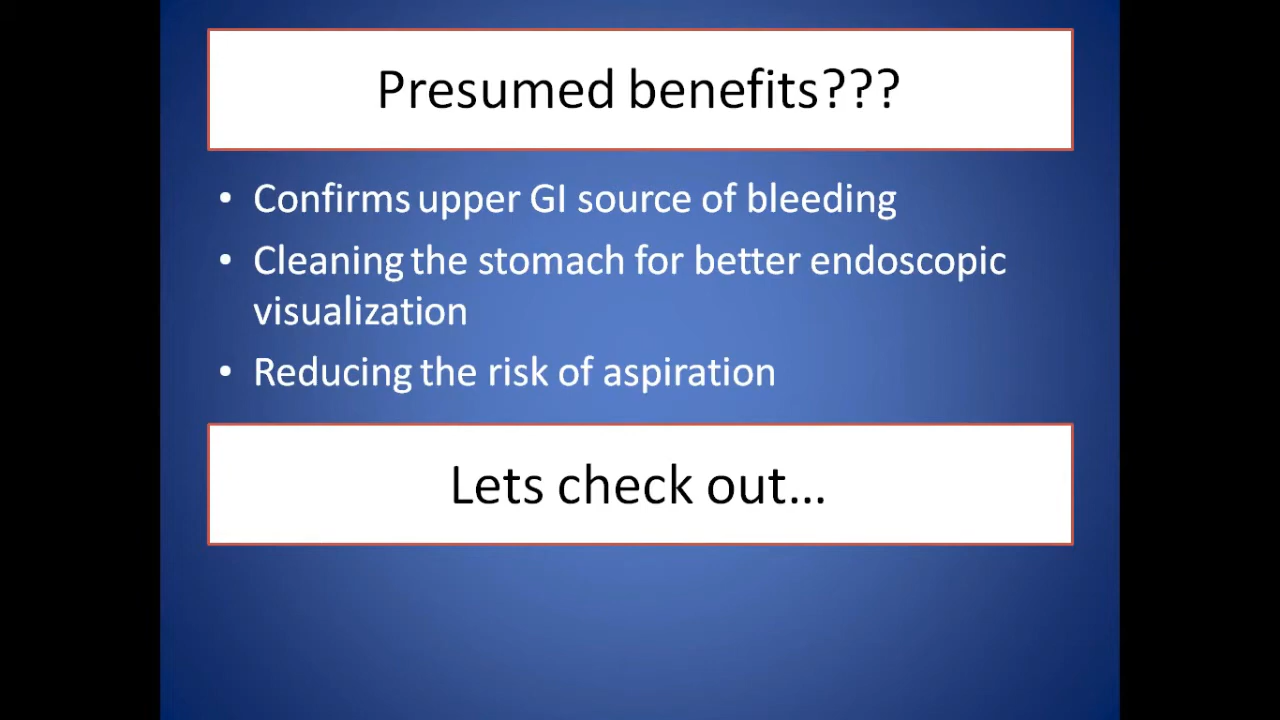 Presumed benefits???
• Confirms upper GI source of bleeding
• Cleaning the stomach for better endoscopic
visualization
• Reducing the risk of aspiration
Lets check out...